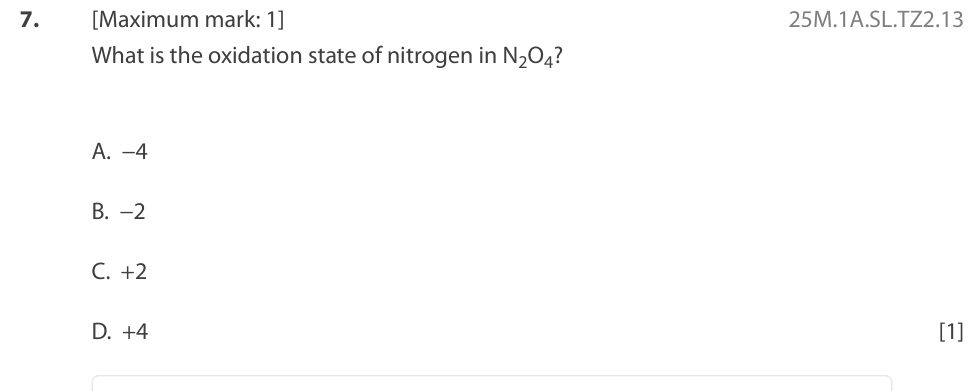 7. [Maximum mark: 1] 25M.1A.SL.TZ2.13
What is the oxidation state of nitrogen in N₂O₄?
A. −4
B. −2
C. +2
D. +4 [1]